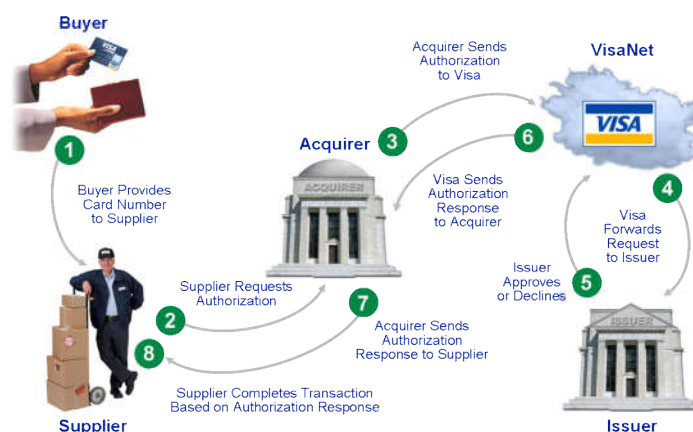 Buyer
VISA
1
Buyer Provides
Card Number
to Supplier
Supplier
2
Supplier Requests
Authorization
Acquirer
ACQUIRER
3
Acquirer Sends
Authorization
to Visa
VisaNet
VISA
4
Visa
Forwards
Request
to Issuer
ISSUER
Issuer
5
Issuer
Approves
or Declines
6
Visa Sends
Authorization
Response
to Acquirer
7
Acquirer Sends
Authorization
Response to Supplier
8
Supplier Completes Transaction
Based on Authorization Response